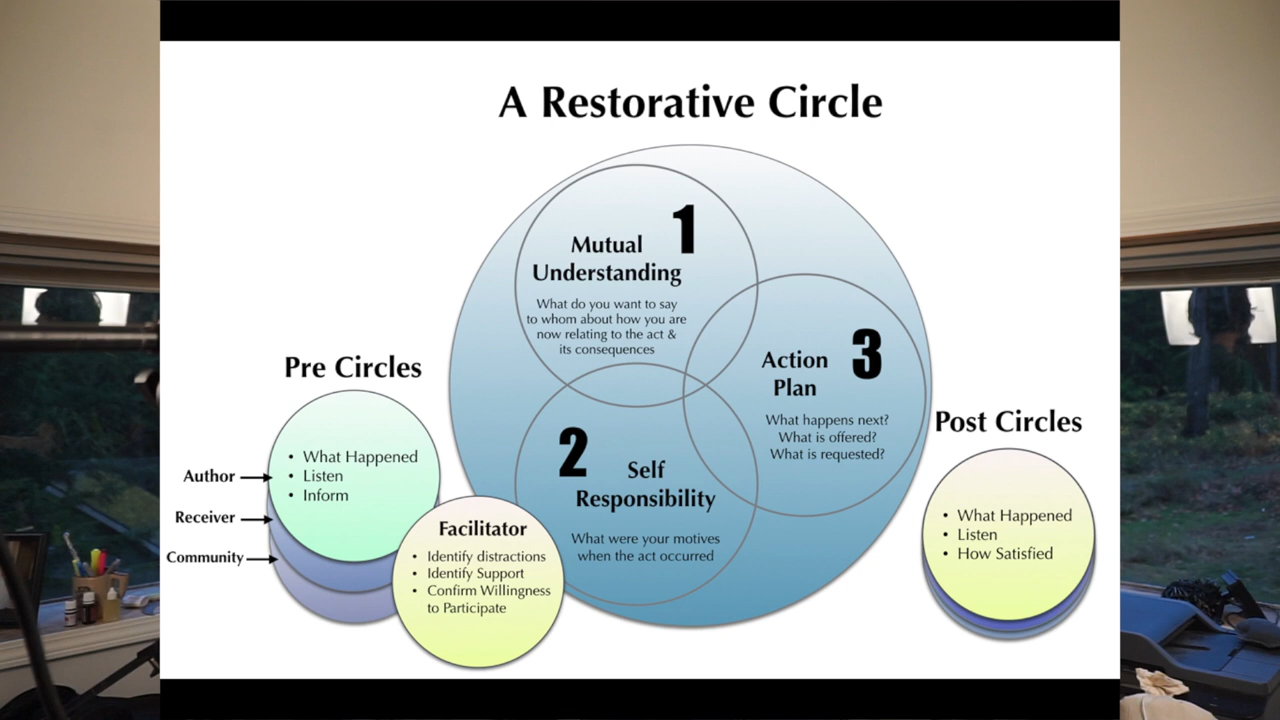 A Restorative Circle
1
Mutual
Understanding
What do you want to say
to whom about how you are
now relating to the act &
its consequences
2
Self
Responsibility
What were your motives
when the act occurred
3
Action
Plan
What happens next?
What is offered?
What is requested?
Pre Circles
• What Happened
• Listen
• Inform
Author
Receiver
Community
Facilitator
• Identify distractions
• Identify Support
• Confirm Willingness
to Participate
Post Circles
• What Happened
• Listen
• How Satisfied